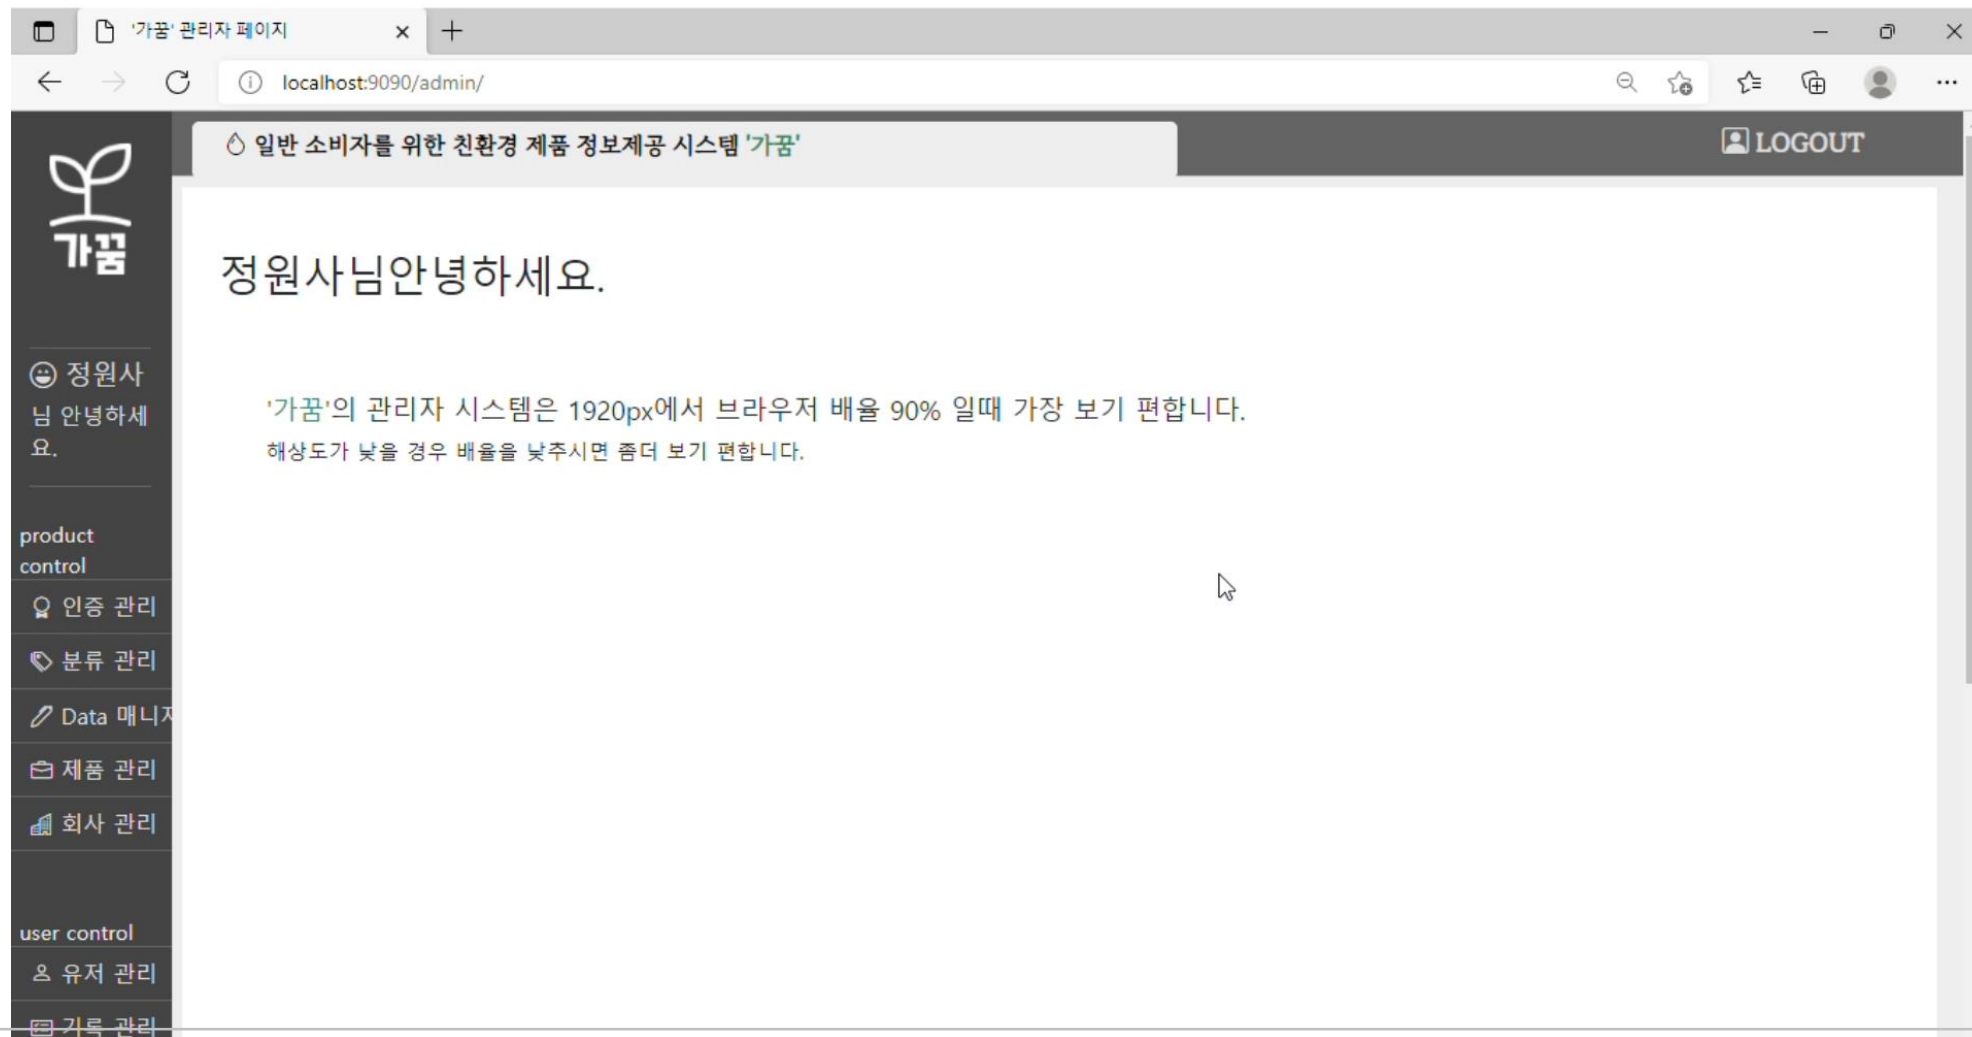 '가꿈' 관리자 페이지
localhost:9090/admin/
가꿈
일반 소비자를 위한 친환경 제품 정보제공 시스템 '가꿈'
LOGOUT
정원사님안녕하세요.
'가꿈'의 관리자 시스템은 1920px에서 브라우저 배율 90% 일때 가장 보기 편합니다.
해상도가 낮을 경우 배율을 낮추시면 좀더 보기 편합니다.
정원사
님 안녕하세
요.
product
control
인증 관리
분류 관리
Data 매니저
제품 관리
회사 관리
user control
유저 관리
기록 관리